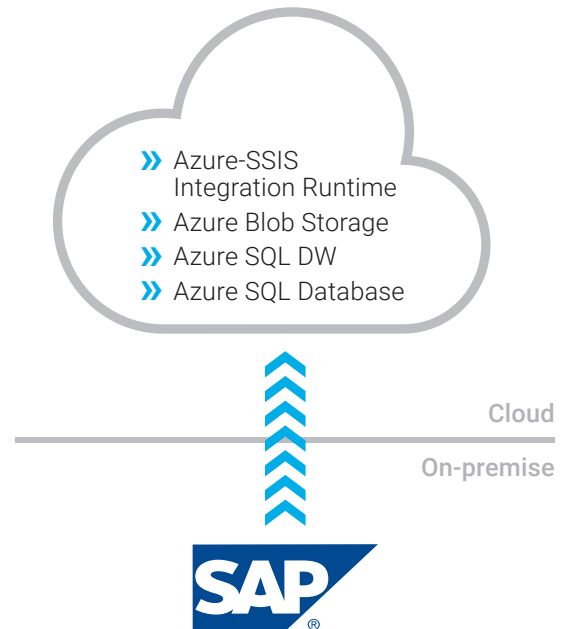 Azure-SSIS
Integration Runtime
Azure Blob Storage
Azure SQL DW
Azure SQL Database
Cloud
On-premise
SAP
®